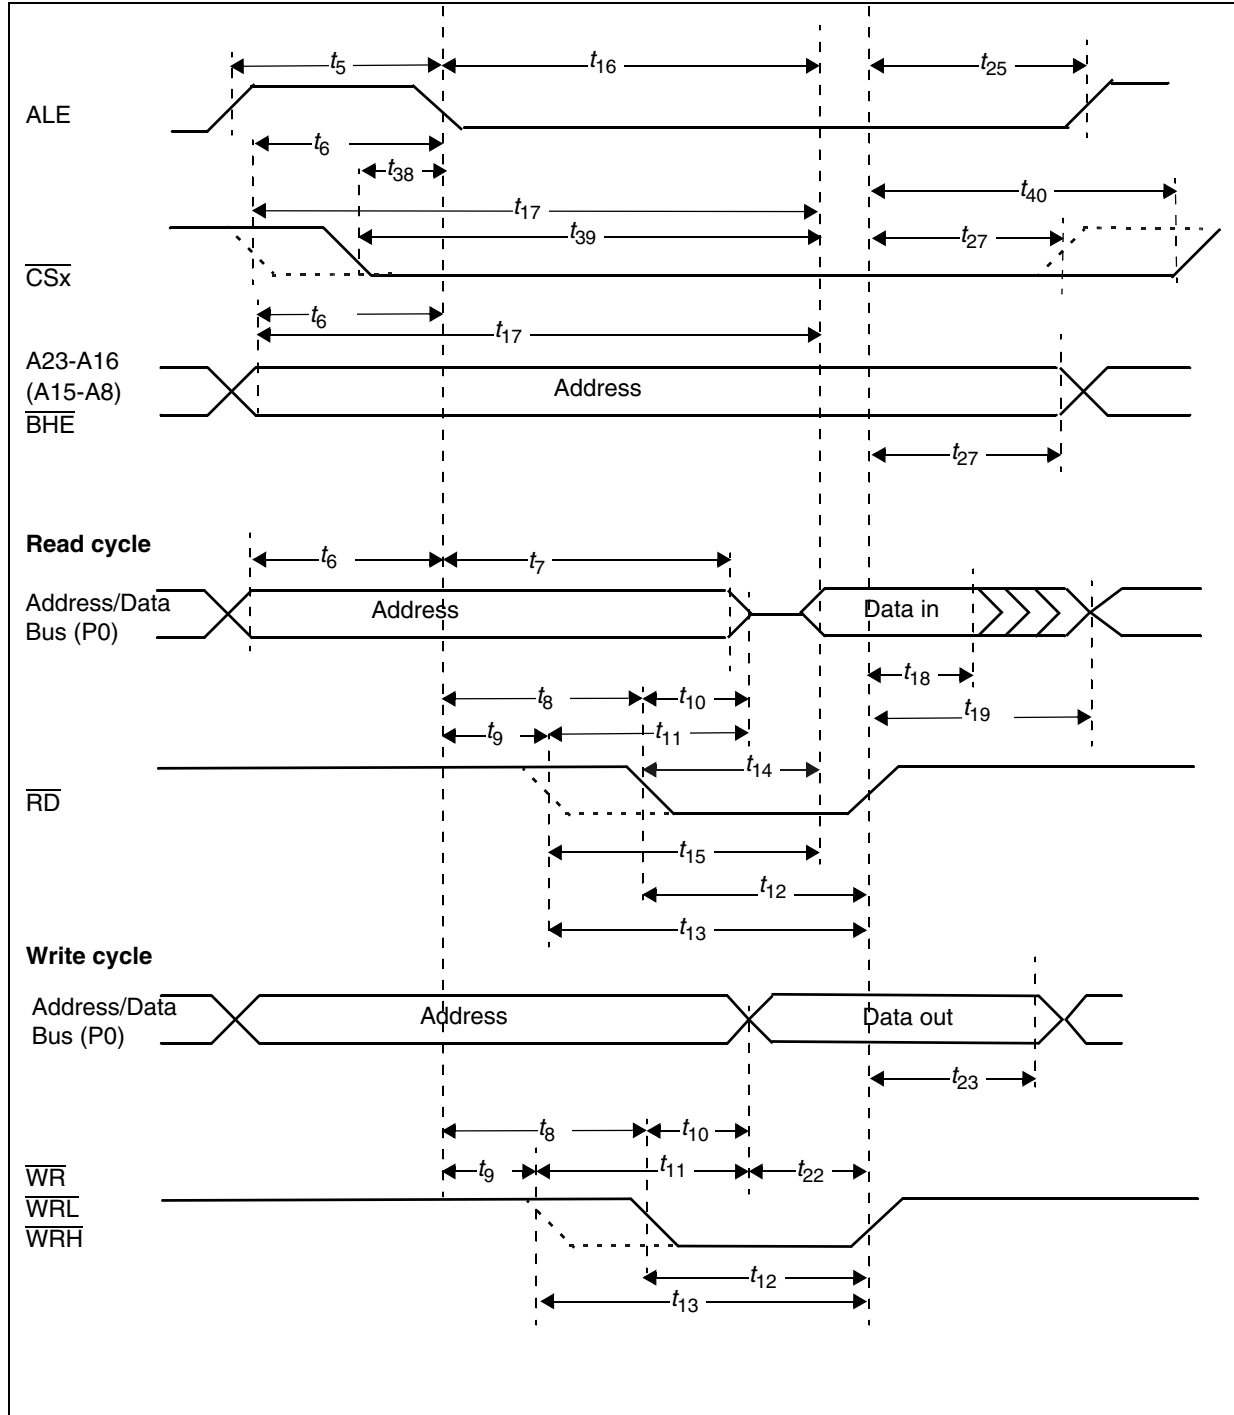 t5 t16 t25
ALE
t6
t38
t40
t17
t39 t27
CSx
t6
t17
A23-A16
(A15-A8)
BHE
Address
t27
Read cycle
t6 t7
Address/Data
Bus (P0)
Address Data in
t18
t8 t10
t19
t9 t11
t14
RD
t15
t12
t13
Write cycle
Address/Data
Bus (P0)
Address Data out
t23
t8 t10
t9 t11 t22
WR
WRL
WRH
t12
t13